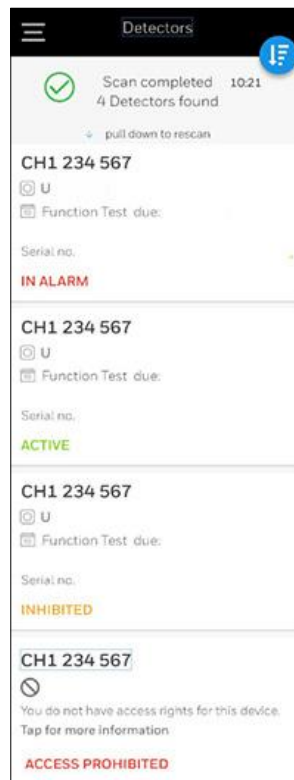 Detectors
Scan completed 10:21
4 Detectors found
pull down to rescan
CH1 234 567
U
Function Test due:
Serial no.
IN ALARM
CH1 234 567
U
Function Test due:
Serial no.
ACTIVE
CH1 234 567
U
Function Test due:
Serial no.
INHIBITED
CH1 234 567
You do not have access rights for this device.
Tap for more information
ACCESS PROHIBITED